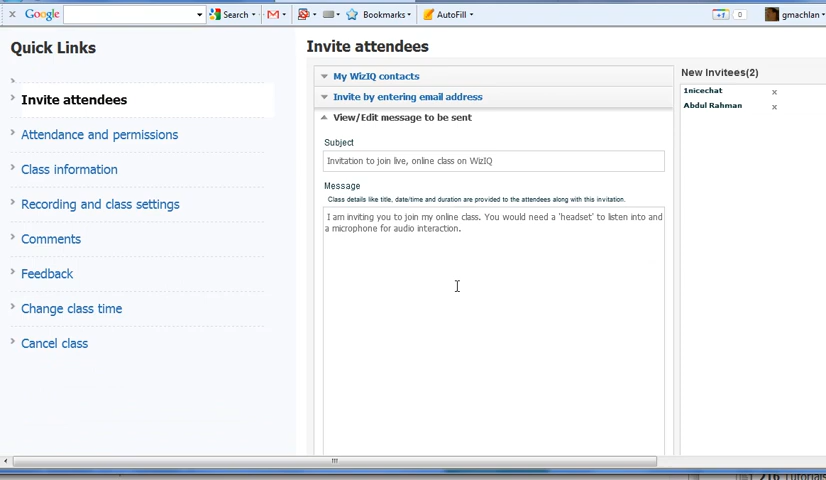 Google
Search
Bookmarks
AutoFill
+1
0
gmachlan
Quick Links
Invite attendees
Attendance and permissions
Class information
Recording and class settings
Comments
Feedback
Change class time
Cancel class
Invite attendees
My WizIQ contacts
Invite by entering email address
View/Edit message to be sent
Subject
Invitation to join live, online class on WizIQ
Message
Class details like title, date/time and duration are provided to the attendees along with this invitation.
I am inviting you to join my online class. You would need a 'headset' to listen into and
a microphone for audio interaction.
New Invitees(2)
1nicechat
Abdul Rahman
216 Tutorials